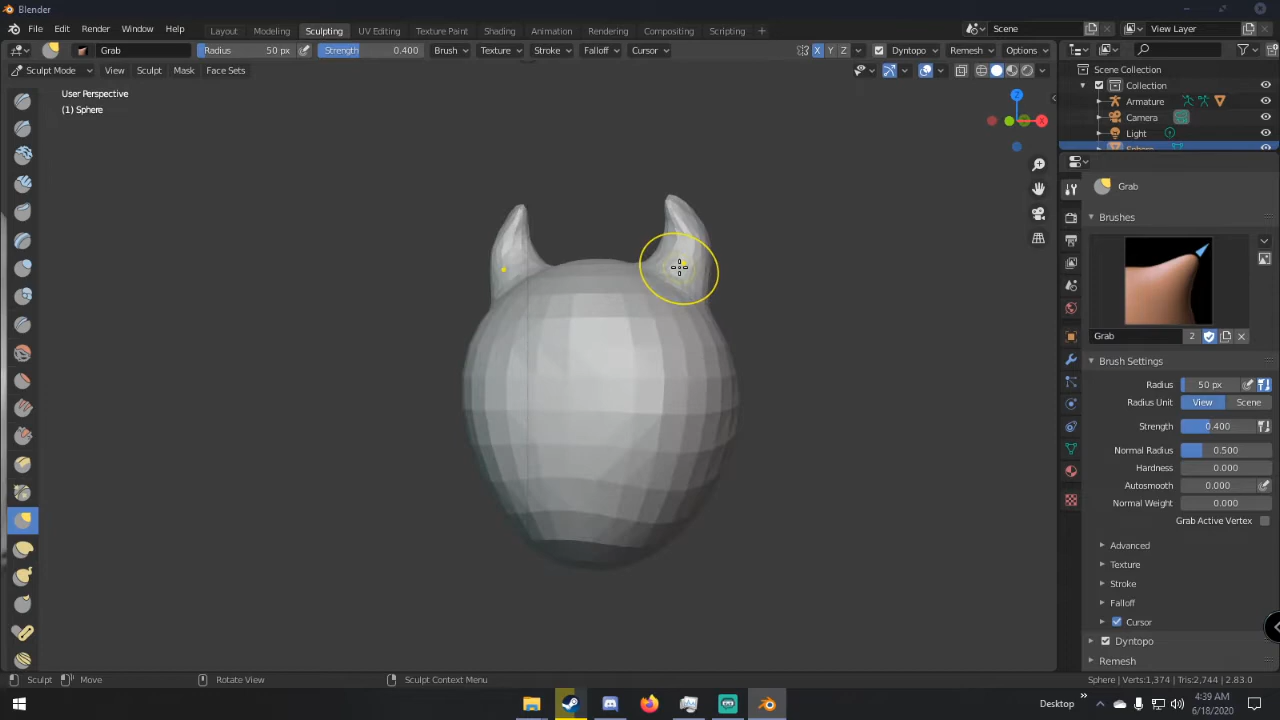 Blender
File Edit Render Window Help Layout Modeling Sculpting UV Editing Texture Paint Shading Animation Rendering Compositing Scripting + Scene View Layer
Grab Radius 50 px Strength 0.400 Brush Texture Stroke Falloff Cursor X Y Z Dyntopo Remesh Options
Sculpt Mode View Sculpt Mask Face Sets
Scene Collection
Collection
Armature
Camera
Light
Sphere
User Perspective
(1) Sphere
Z
X
Grab
Brushes
Grab 2
Brush Settings
Radius 50 px
Radius Unit View Scene
Strength 0.400
Normal Radius 0.500
Hardness 0.000
Autosmooth 0.000
Normal Weight 0.000
Grab Active Vertex
Advanced
Texture
Stroke
Falloff
Cursor
Dyntopo
Remesh
Sculpt Move Rotate View Sculpt Context Menu Sphere | Verts:1,374 | Tris:2,744 | 2.83.0
Desktop 4:39 AM
6/18/2020